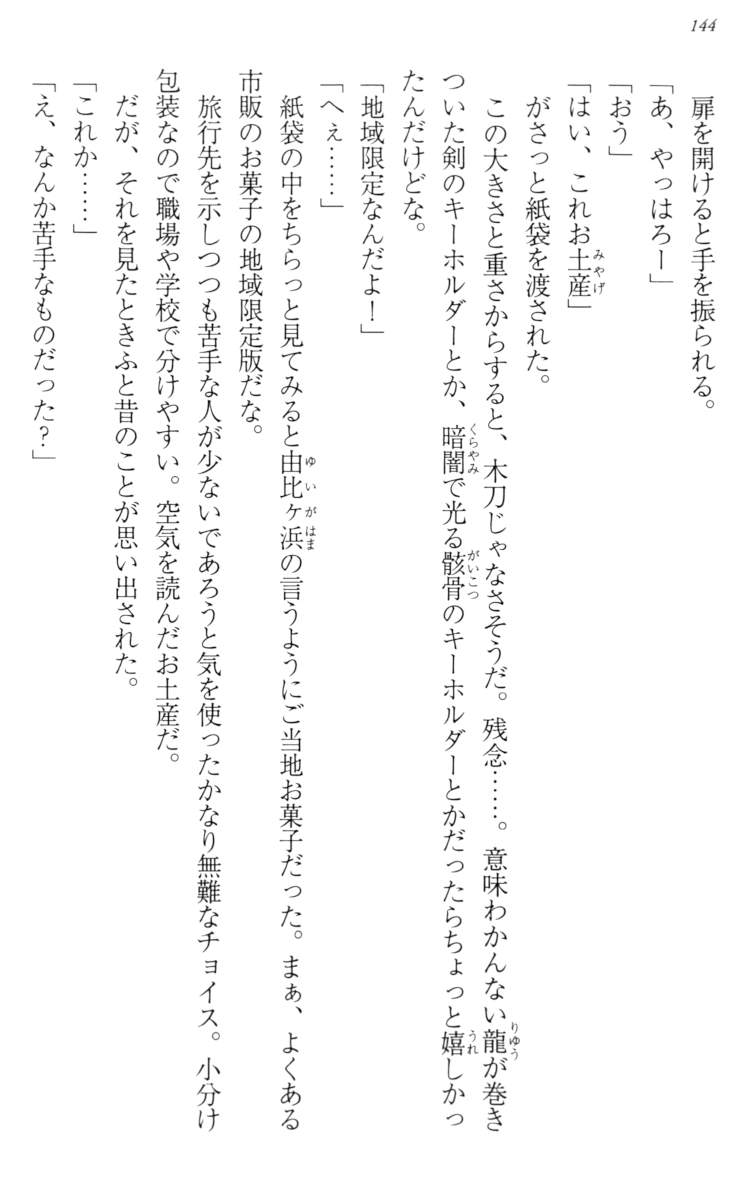 144
扉を開けると手を振られる。
「あ、やっはろー」
「おう」
「はい、これお土産」
がさっと紙袋を渡された。
この大きさと重さからすると、木刀じゃなさそうだ。残念……。意味わかんない龍が巻き
ついた剣のキーホルダーとか、暗闇で光る骸骨のキーホルダーとかだったらちょっと嬉しかっ
たんだけどな。
「地域限定なんだよ！」
「へぇ……」
紙袋の中をちらっと見てみると由比ヶ浜の言うようにご当地お菓子だった。まぁ、よくある
市販のお菓子の地域限定版だな。
旅行先を示しつつも苦手な人が少ないであろうと気を使ったかなり無難なチョイス。小分け
包装なので職場や学校で分けやすい。空気を読んだお土産だ。
だが、それを見たときふと昔のことが思い出された。
「これか……」
「え、なんか苦手なものだった？」